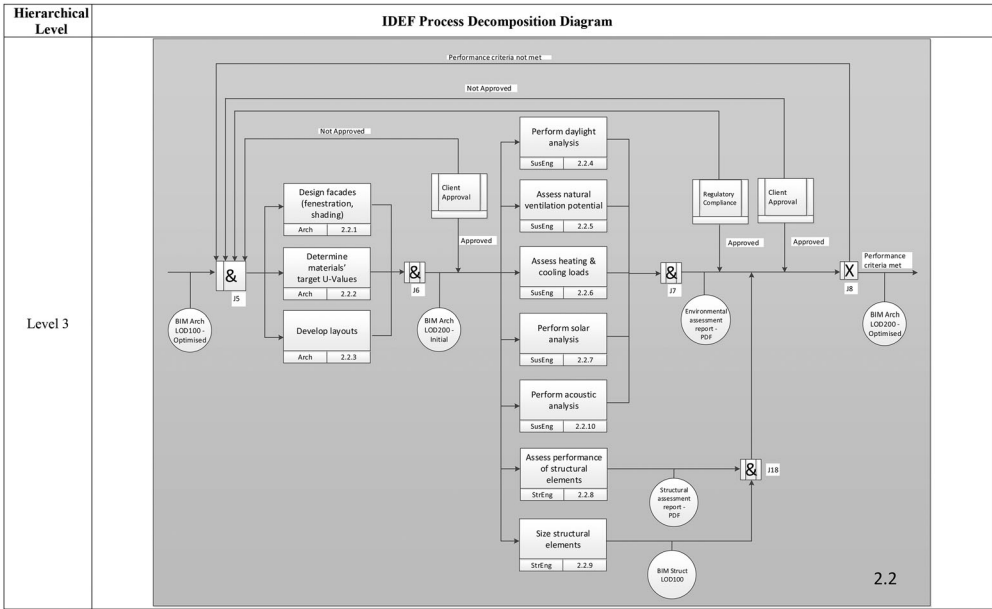 Hierarchical
Level
IDEF Process Decomposition Diagram
Level 3
Performance criteria not met
Not Approved
Not Approved
Design facades
(fenestration,
shading)
Arch 2.2.1
Determine
materials'
target U-Values
Arch 2.2.2
Develop layouts
Arch 2.2.3
&
J5
BIM Arch
LOD100 -
Optimised
&
J6
BIM Arch
LOD200 -
Initial
Client
Approval
Approved
Perform daylight
analysis
SusEng 2.2.4
Assess natural
ventilation potential
SusEng 2.2.5
Assess heating &
cooling loads
SusEng 2.2.6
Perform solar
analysis
SusEng 2.2.7
Perform acoustic
analysis
SusEng 2.2.10
Assess performance
of structural
elements
StrEng 2.2.8
Size structural
elements
StrEng 2.2.9
&
J7
Environmental
assessment
report -
PDF
Regulatory
Compliance
Approved
Client
Approval
Approved
X
J8
Performance
criteria met
BIM Arch
LOD200 -
Optimised
&
J18
Structural
assessment
report -
PDF
BIM Struct
LOD100
2.2